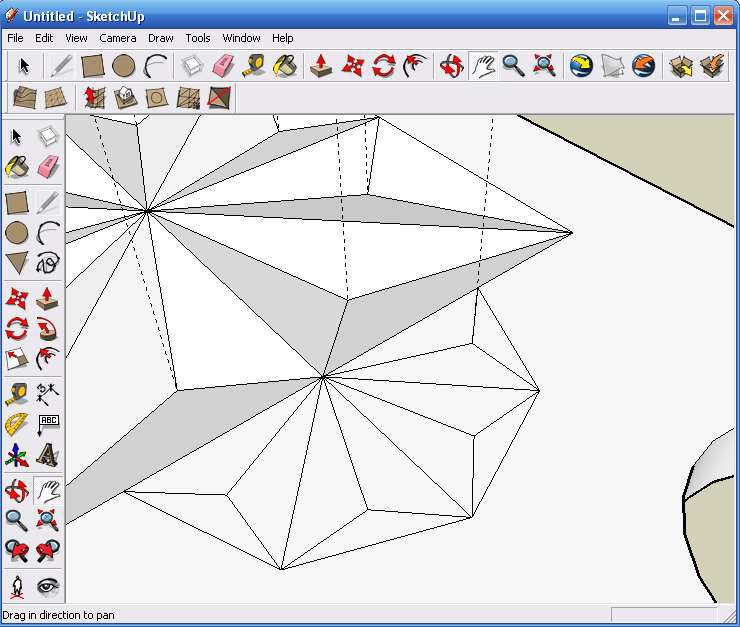 Untitled - SketchUp
File Edit View Camera Draw Tools Window Help
ABC
A
Drag in direction to pan